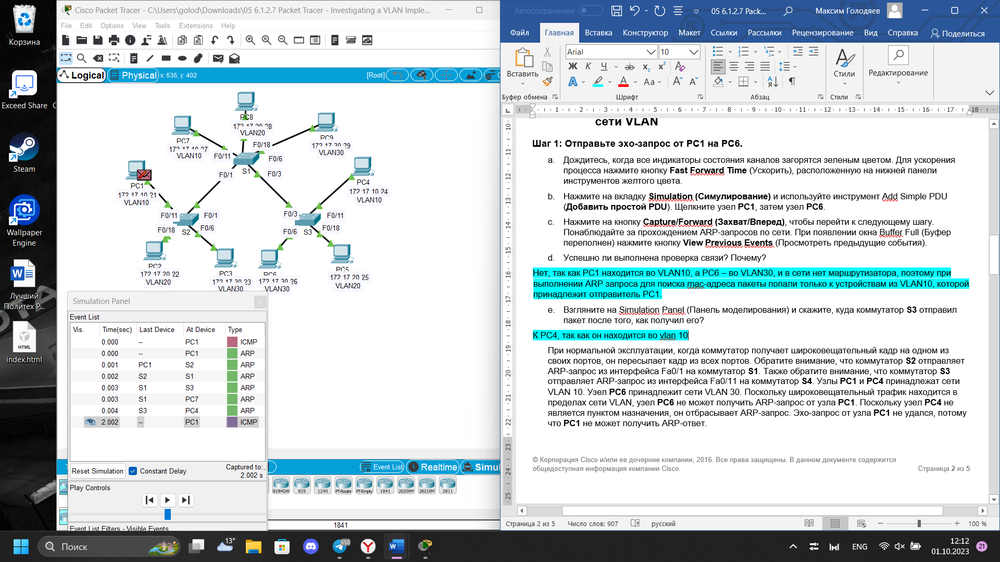 Корзина
Exceed Share
Steam
Wallpaper
Engine
Лучший
Политех Р...
HTML
index.html
Cisco Packet Tracer - C:\Users\golod\Downloads\05 6.1.2.7 Packet Tracer - Investigating a VLAN Imple...
File Edit Options View Tools Extensions Help
Logical
Physical
x: 636, y: 402
[Root]
PC8
172.17.20.28
VLAN20
PC7
172.17.10.27
VLAN10
PC9
172.17.30.29
VLAN30
F0/18
F0/11
F0/6
S1
F0/1
F0/3
PC1
172.17.10.21
VLAN10
PC4
172.17.10.24
VLAN10
F0/11
F0/1
F0/3
F0/11
F0/18
S2
F0/6
F0/6
S3
F0/18
PC2
172.17.20.22
VLAN20
PC3
172.17.30.23
VLAN30
PC6
172.17.30.26
VLAN30
PC5
172.17.20.25
VLAN20
Simulation Panel
Event List
Vis. Time(sec) Last Device At Device Type
0.000 -- PC1 ICMP
0.000 -- PC1 ARP
0.001 PC1 S2 ARP
0.002 S2 S1 ARP
0.003 S1 S3 ARP
0.003 S1 PC7 ARP
0.004 S3 PC4 ARP
2.002 -- PC1 ICMP
Reset Simulation
Constant Delay
Captured to:
2.002 s
Play Controls
Event List Filters - Visible Events
Event List
Realtime
Simul
819HGW 829 1240 PT-Router PT-Empty 1841 2620XM 2621XM 2811
1841
Автосохранение
05 6.1.2.7 Pack...
Максим Голодяев
Файл Главная Вставка Конструктор Макет Ссылки Рассылки Рецензирование Вид Справка Поделиться
Вставить
Буфер обмена
Arial
10
Шрифт
Абзац
Стили
Стили
Редактирование
сети VLAN
Шаг 1: Отправьте эхо-запрос от PC1 на PC6.
a. Дождитесь, когда все индикаторы состояния каналов загорятся зеленым цветом. Для ускорения
процесса нажмите кнопку Fast Forward Time (Ускорить), расположенную на нижней панели
инструментов желтого цвета.
b. Нажмите на вкладку Simulation (Симулирование) и используйте инструмент Add Simple PDU
(Добавить простой PDU). Щелкните узел PC1, затем узел PC6.
c. Нажмите на кнопку Capture/Forward (Захват/Вперед), чтобы перейти к следующему шагу.
Понаблюдайте за прохождением ARP-запросов по сети. При появлении окна Buffer Full (Буфер
переполнен) нажмите кнопку View Previous Events (Просмотреть предыдущие события).
d. Успешно ли выполнена проверка связи? Почему?
Нет, так как PC1 находится во VLAN10, а PC6 – во VLAN30, и в сети нет маршрутизатора, поэтому при
выполнении ARP запроса для поиска mac-адреса пакеты попали только к устройствам из VLAN10, которой
принадлежит отправитель PC1.
e. Взгляните на Simulation Panel (Панель моделирования) и скажите, куда коммутатор S3 отправил
пакет после того, как получил его?
К PC4, так как он находится во vlan 10
При нормальной эксплуатации, когда коммутатор получает широковещательный кадр на одном из
своих портов, он пересылает кадр из всех портов. Обратите внимание, что коммутатор S2 отправляет
ARP-запрос из интерфейса Fa0/1 на коммутатор S1. Также обратите внимание, что коммутатор S3
отправляет ARP-запрос из интерфейса Fa0/11 на коммутатор S4. Узлы PC1 и PC4 принадлежат сети
VLAN 10. Узел PC6 принадлежит сети VLAN 30. Поскольку широковещательный трафик находится в
пределах сети VLAN, узел PC6 не может получить ARP-запрос от узла PC1. Поскольку узел PC4 не
является пунктом назначения, он отбрасывает ARP-запрос. Эхо-запрос от узла PC1 не удался, потому
что PC1 не может получить ARP-ответ.
© Корпорация Cisco и/или ее дочерние компании, 2016. Все права защищены. В данном документе содержится
общедоступная информация компании Cisco.
Страница 2 из 5
Страница 2 из 5
Число слов: 907
русский
100 %
Поиск
13°
650
ENG
12:12
01.10.2023
21